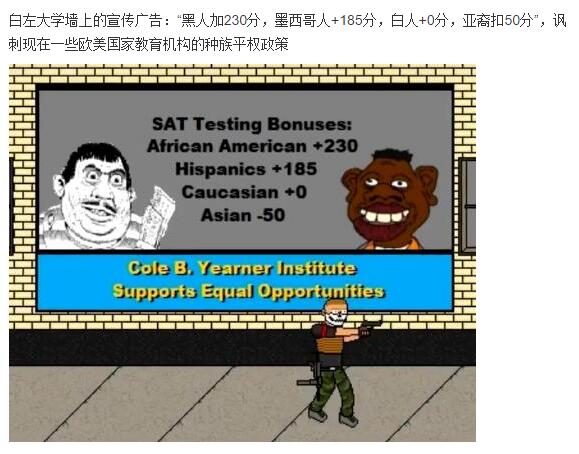 白左大学墙上的宣传广告：“黑人加230分，墨西哥人+185分，白人+0分，亚裔扣50分”，讽
刺现在一些欧美国家教育机构的种族平权政策
SAT Testing Bonuses:
African American +230
Hispanics +185
Caucasian +0
Asian -50
Cole B. Yearner Institute
Supports Equal Opportunities